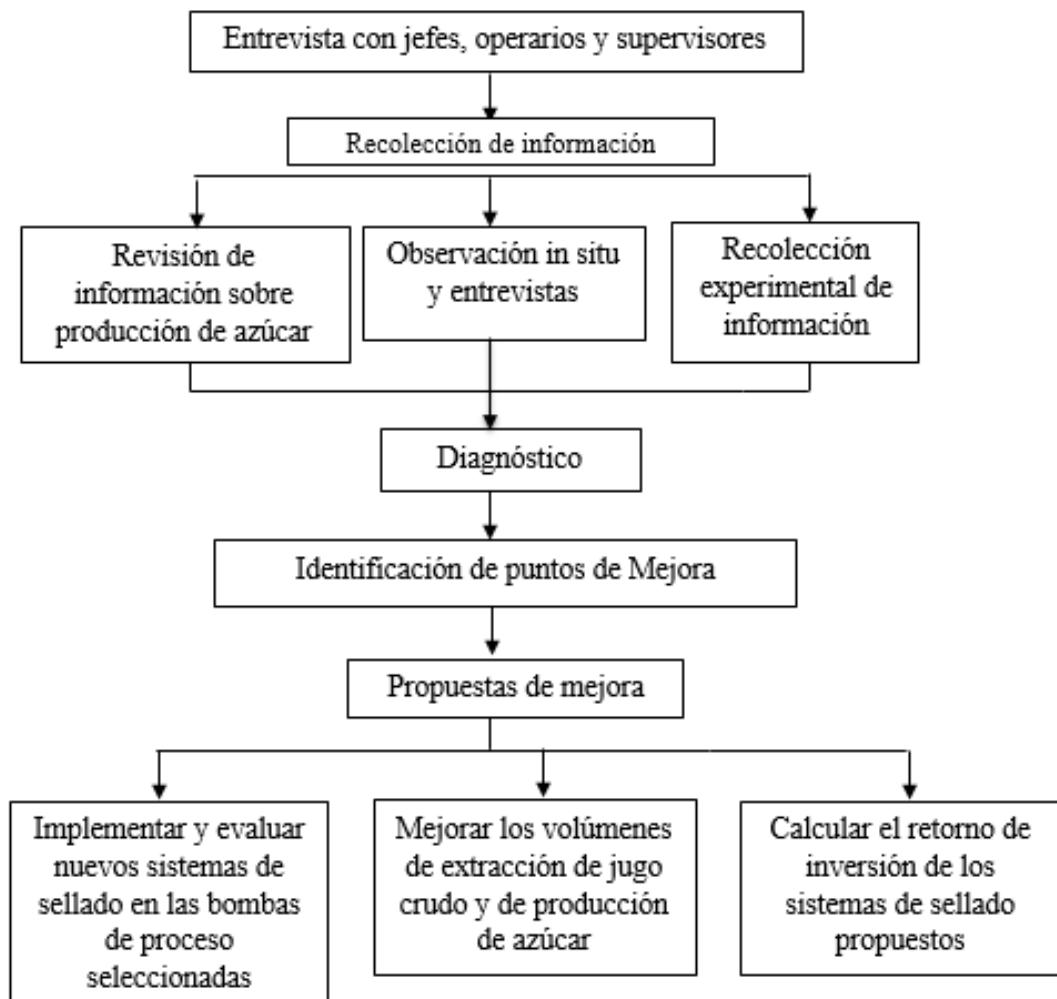 Entrevista con jefes, operarios y supervisores
Recolección de información
Revisión de
información sobre
producción de azúcar
Observación in situ
y entrevistas
Recolección
experimental de
información
Diagnóstico
Identificación de puntos de Mejora
Propuestas de mejora
Implementar y evaluar
nuevos sistemas de
sellado en las bombas
de proceso
seleccionadas
Mejorar los volúmenes
de extracción de jugo
crudo y de producción
de azúcar
Calcular el retorno de
inversión de los
sistemas de sellado
propuestos